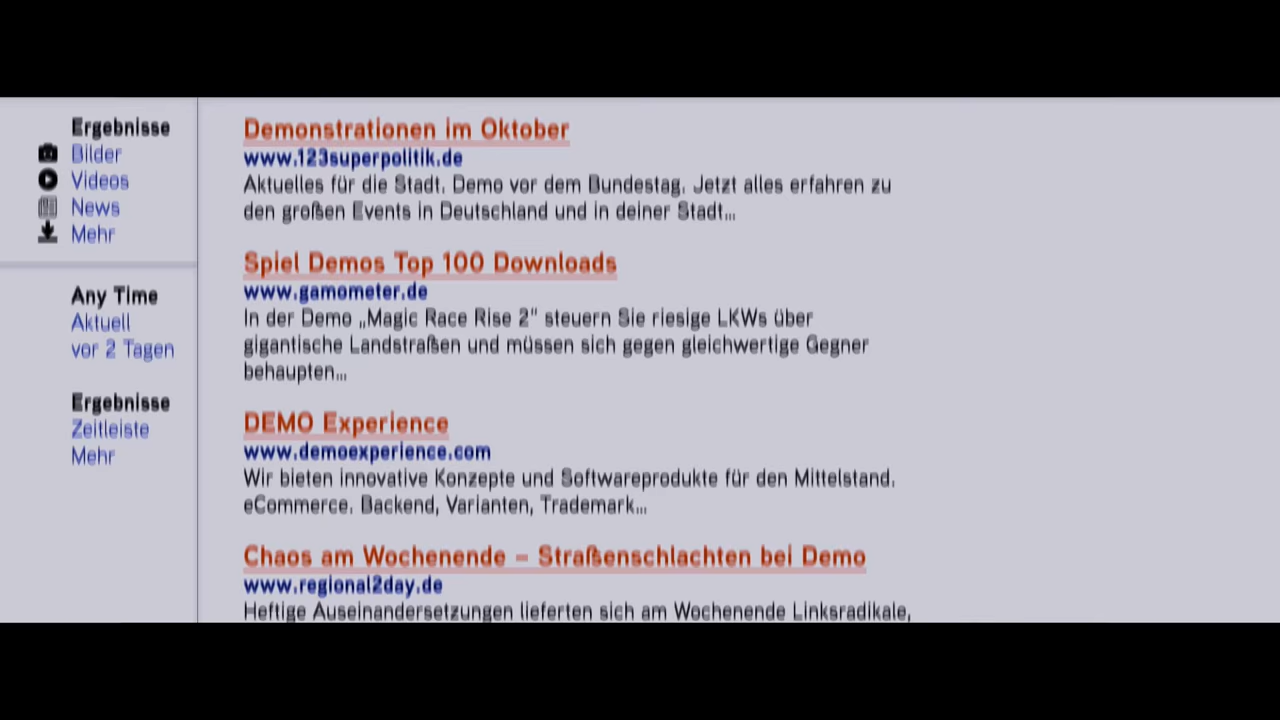 Ergebnisse
Bilder
Videos
News
Mehr
Any Time
Aktuell
vor 2 Tagen
Ergebnisse
Zeitleiste
Mehr
Demonstrationen im Oktober
www.123superpolitik.de
Aktuelles für die Stadt. Demo vor dem Bundestag. Jetzt alles erfahren zu
den großen Events in Deutschland und in deiner Stadt...
Spiel Demos Top 100 Downloads
www.gamometer.de
In der Demo „Magic Race Rise 2" steuern Sie riesige LKWs über
gigantische Landstraßen und müssen sich gegen gleichwertige Gegner
behaupten...
DEMO Experience
www.demoexperience.com
Wir bieten innovative Konzepte und Softwareprodukte für den Mittelstand.
eCommerce. Backend, Varianten, Trademark...
Chaos am Wochenende – Straßenschlachten bei Demo
www.regional2day.de
Heftige Auseinandersetzungen lieferten sich am Wochenende Linksradikale,